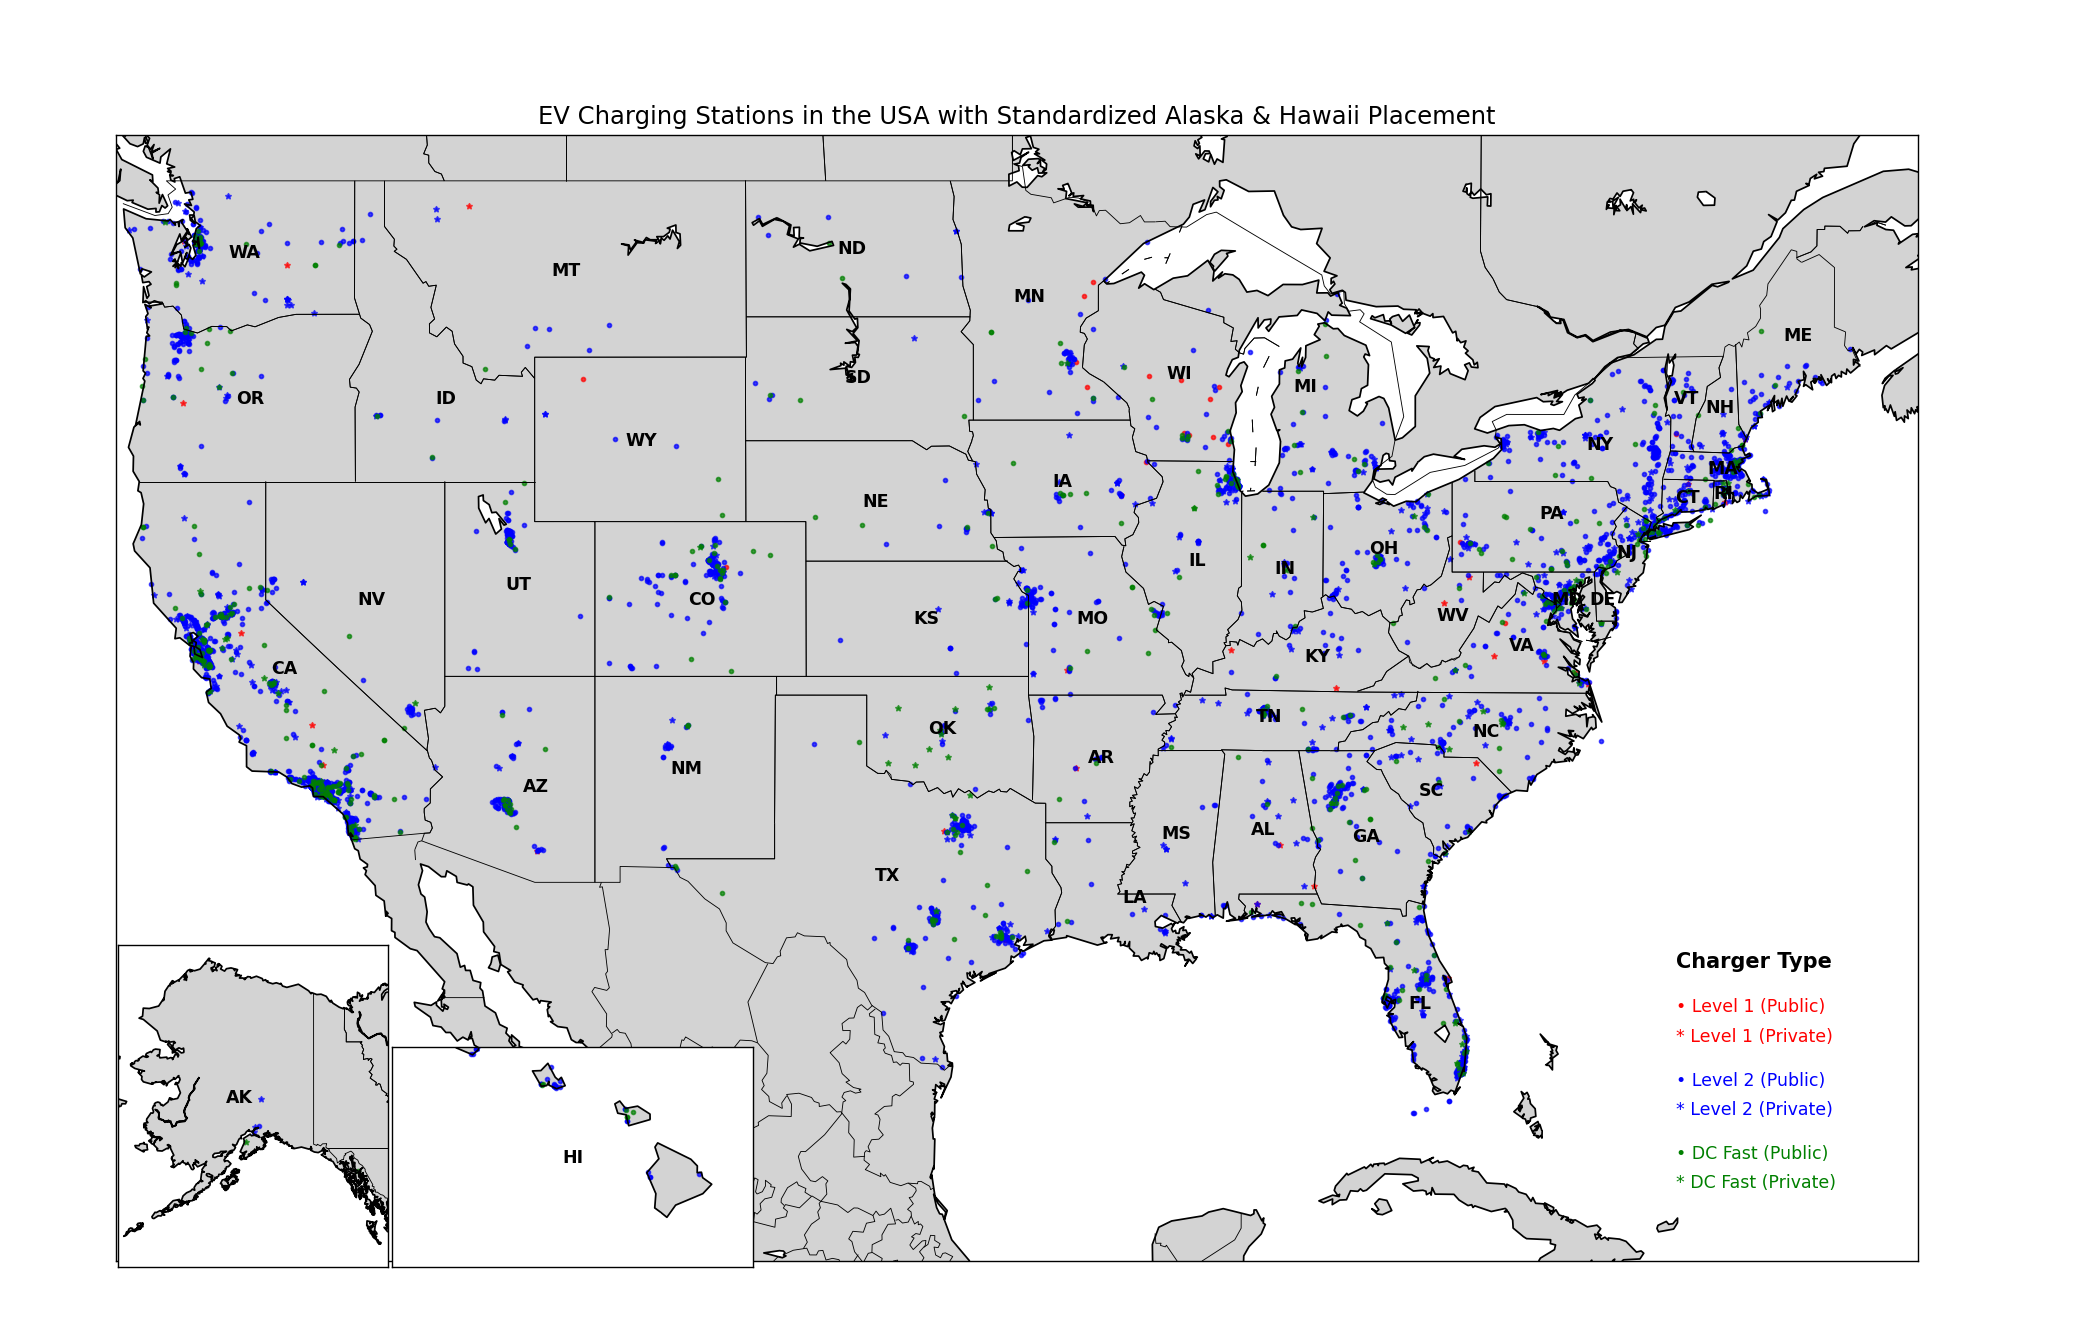 EV Charging Stations in the USA with Standardized Alaska & Hawaii Placement
WA
MT
ND
MN
ME
OR
ID
SD
WI
MI
VT
NH
WY
NY
MA
NE
IA
CT
RI
PA
NV
UT
CO
IL
IN
OH
NJ
KS
MO
WV
MD
DE
CA
KY
VA
OK
TN
NC
AZ
NM
AR
SC
MS
AL
GA
TX
LA
FL
AK
HI
Charger Type
• Level 1 (Public)
* Level 1 (Private)
• Level 2 (Public)
* Level 2 (Private)
• DC Fast (Public)
* DC Fast (Private)